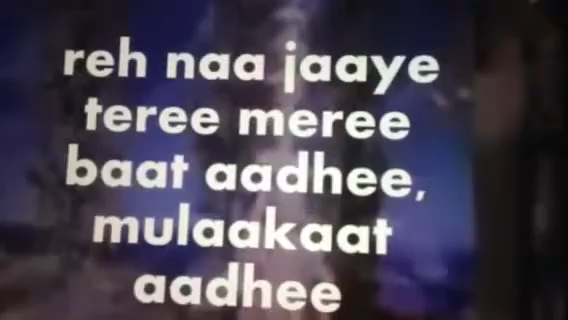 reh naa jaaye
teree meree
baat aadhee,
mulaakaat
aadhee